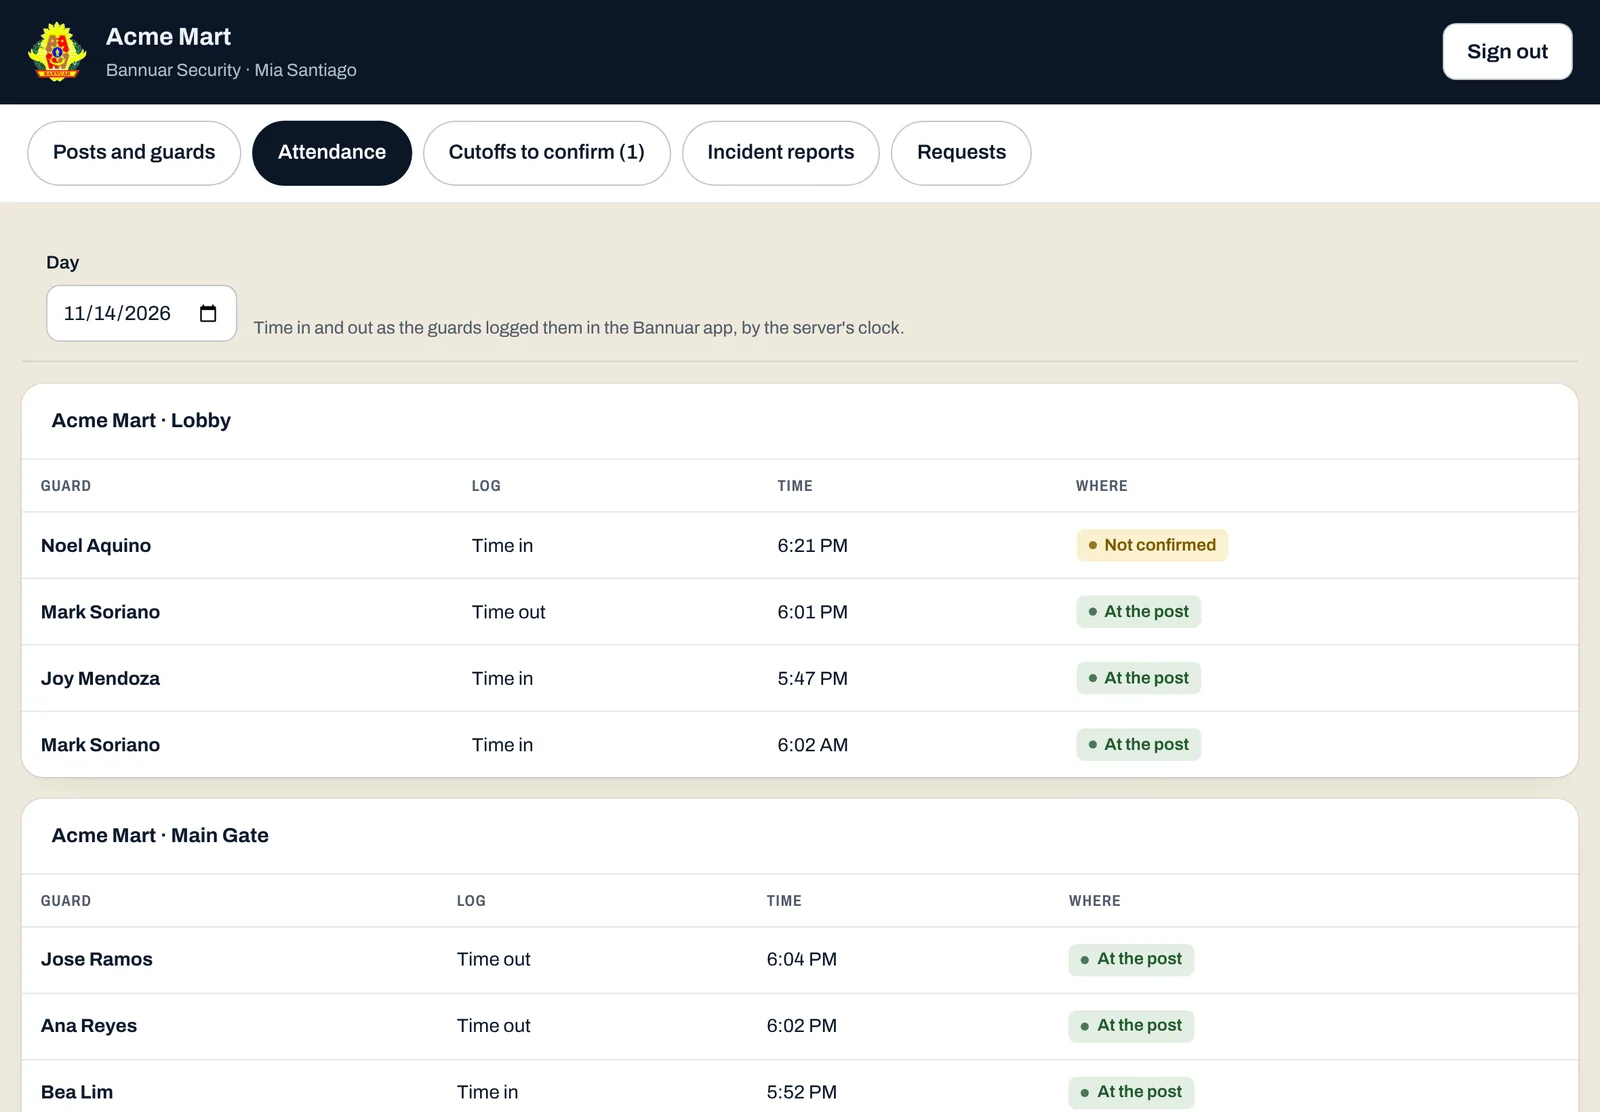 BANNUAR
Acme Mart
Bannuar Security · Mia Santiago
Sign out
Posts and guards
Attendance
Cutoffs to confirm (1)
Incident reports
Requests
Day
11/14/2026
Time in and out as the guards logged them in the Bannuar app, by the server's clock.
Acme Mart · Lobby
GUARD LOG TIME WHERE
Noel Aquino Time in 6:21 PM Not confirmed
Mark Soriano Time out 6:01 PM At the post
Joy Mendoza Time in 5:47 PM At the post
Mark Soriano Time in 6:02 AM At the post
Acme Mart · Main Gate
GUARD LOG TIME WHERE
Jose Ramos Time out 6:04 PM At the post
Ana Reyes Time out 6:02 PM At the post
Bea Lim Time in 5:52 PM At the post